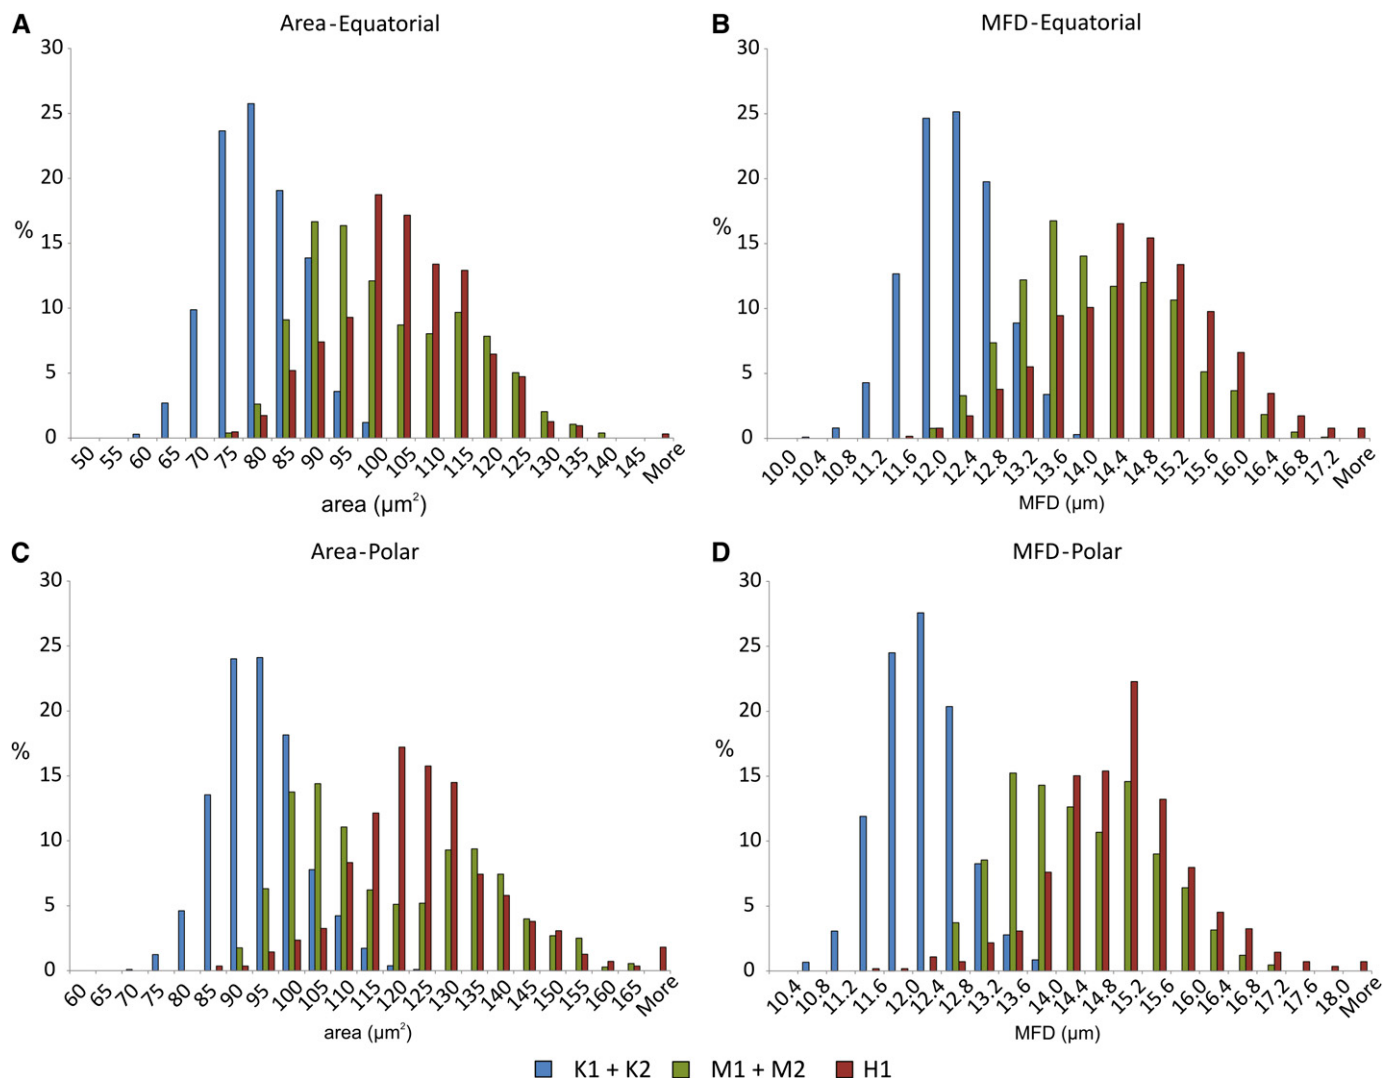 A
Area-Equatorial
30
25
20
15
10
5
0
%
50 55 60 65 70 75 80 85 90 95 100 105 110 115 120 125 130 135 140 145 More
area (µm²)
B
MFD-Equatorial
30
25
20
15
10
5
0
%
10.0 10.4 10.8 11.2 11.6 12.0 12.4 12.8 13.2 13.6 14.0 14.4 14.8 15.2 15.6 16.0 16.4 16.8 17.2 More
MFD (µm)
C
Area-Polar
30
25
20
15
10
5
0
%
60 65 70 75 80 85 90 95 100 105 110 115 120 125 130 135 140 145 150 155 160 165 More
area (µm²)
D
MFD-Polar
30
25
20
15
10
5
0
%
10.4 10.8 11.2 11.6 12.0 12.4 12.8 13.2 13.6 14.0 14.4 14.8 15.2 15.6 16.0 16.4 16.8 17.2 17.6 18.0 More
MFD (µm)
K1 + K2 M1 + M2 H1